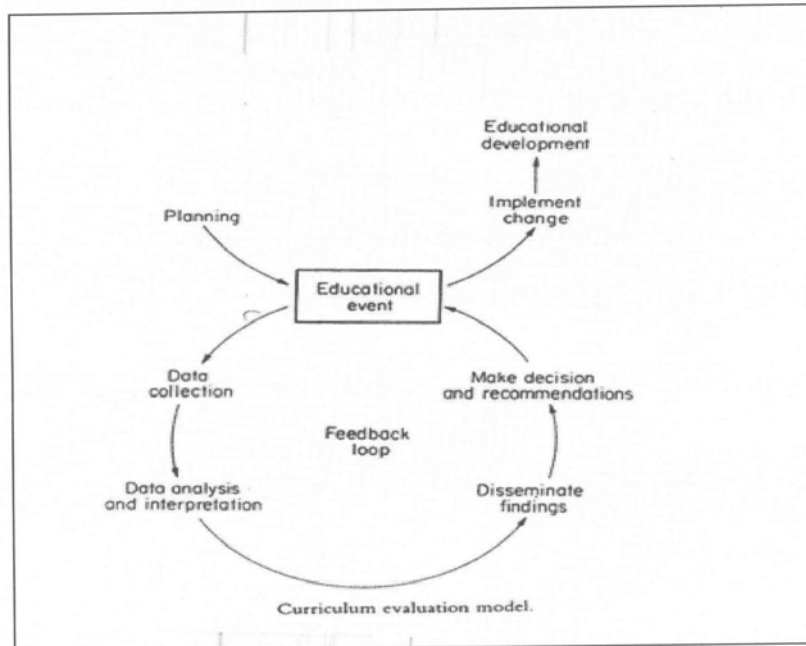 Educational
development
Implement
change
Planning
Educational
event
Data
collection
Make decision
and recommendations
Feedback
loop
Data analysis
and interpretation
Disseminate
findings
Curriculum evaluation model.